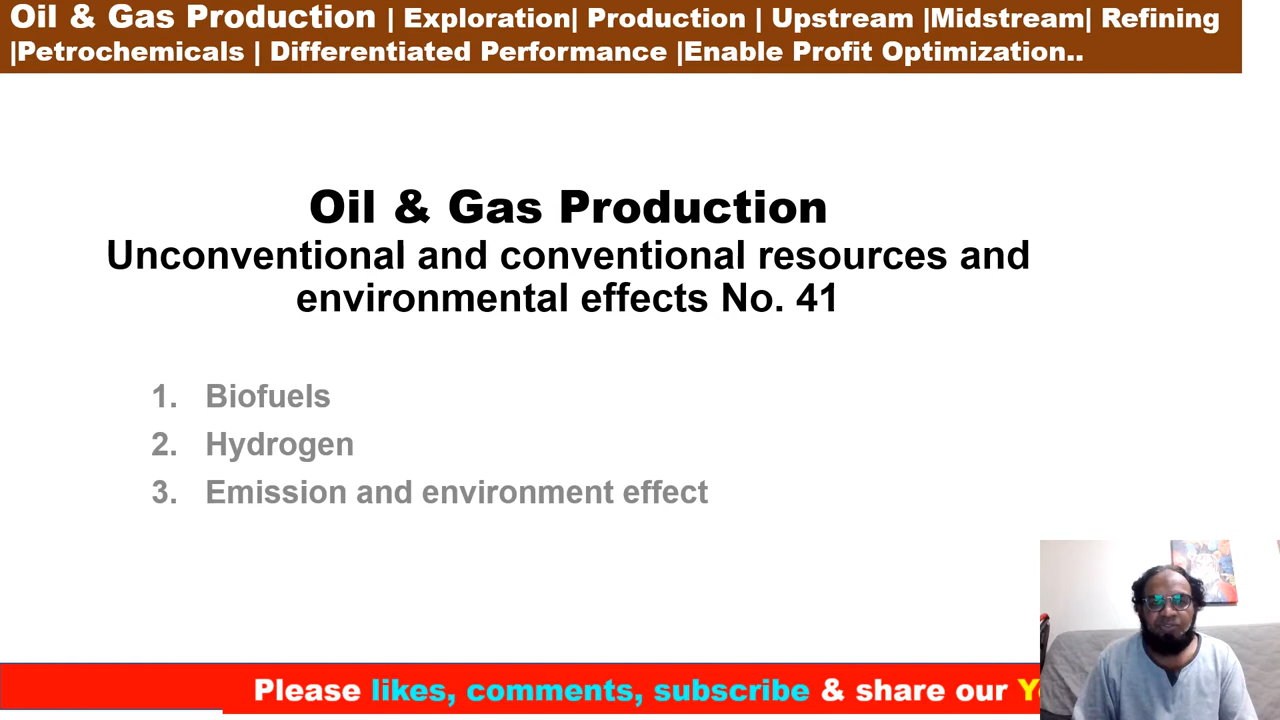 Oil & Gas Production | Exploration| Production | Upstream |Midstream| Refining
|Petrochemicals | Differentiated Performance |Enable Profit Optimization..
Oil & Gas Production
Unconventional and conventional resources and
environmental effects No. 41
1. Biofuels
2. Hydrogen
3. Emission and environment effect
Please likes, comments, subscribe & share our